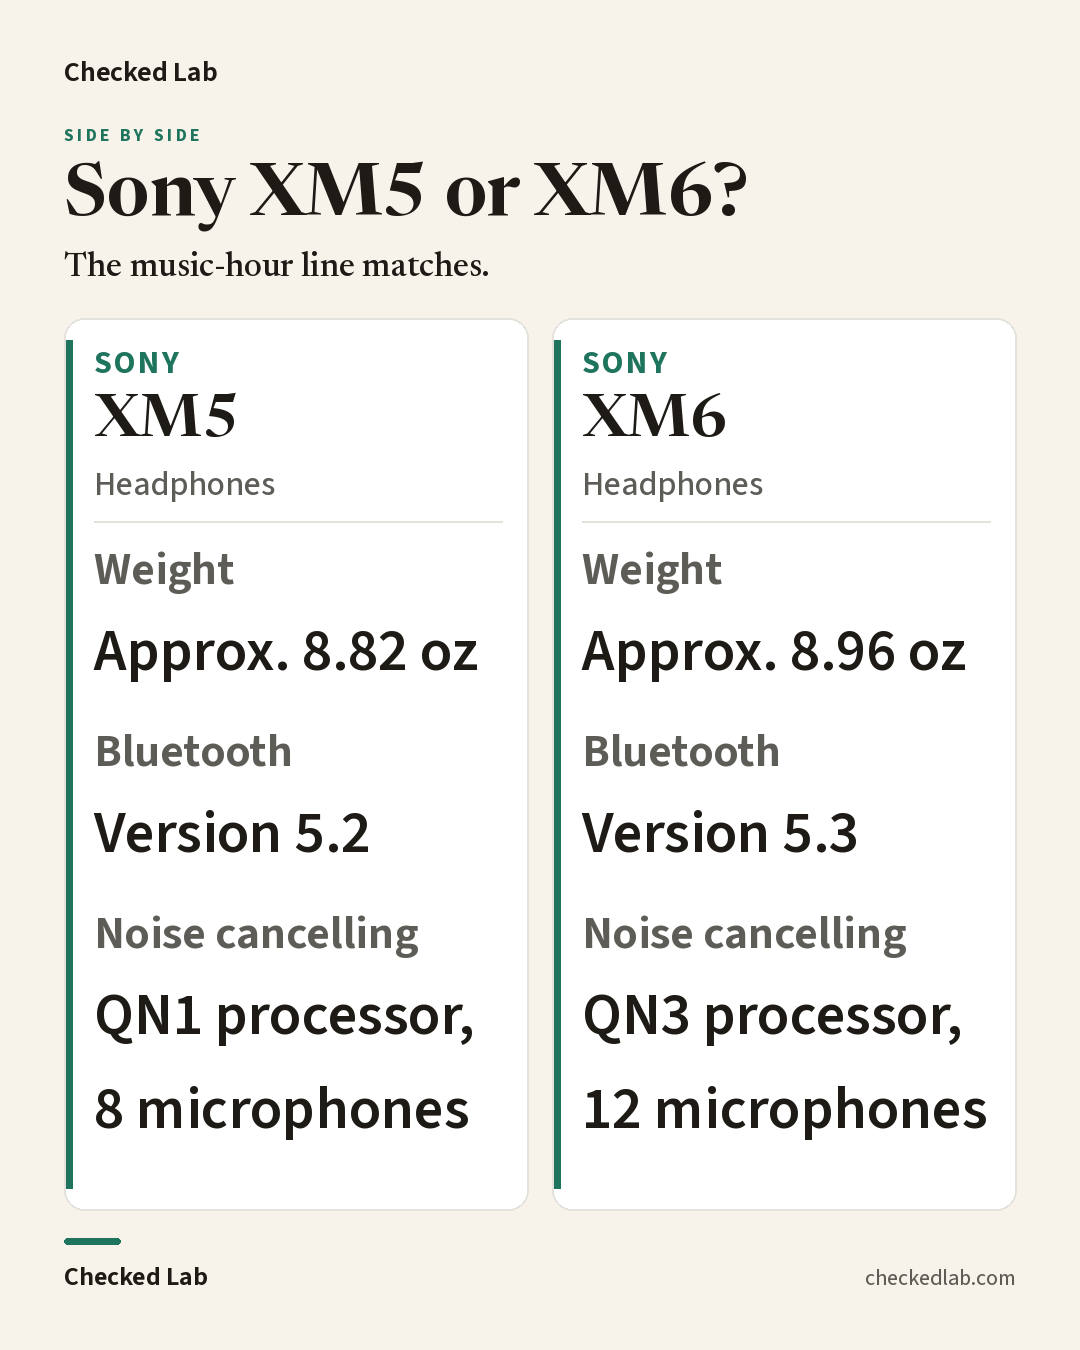 Checked Lab
SIDE BY SIDE
Sony XM5 or XM6?
The music-hour line matches.
SONY
XM5
Headphones
Weight
Approx. 8.82 oz
Bluetooth
Version 5.2
Noise cancelling
QN1 processor,
8 microphones
SONY
XM6
Headphones
Weight
Approx. 8.96 oz
Bluetooth
Version 5.3
Noise cancelling
QN3 processor,
12 microphones
Checked Lab
checkedlab.com